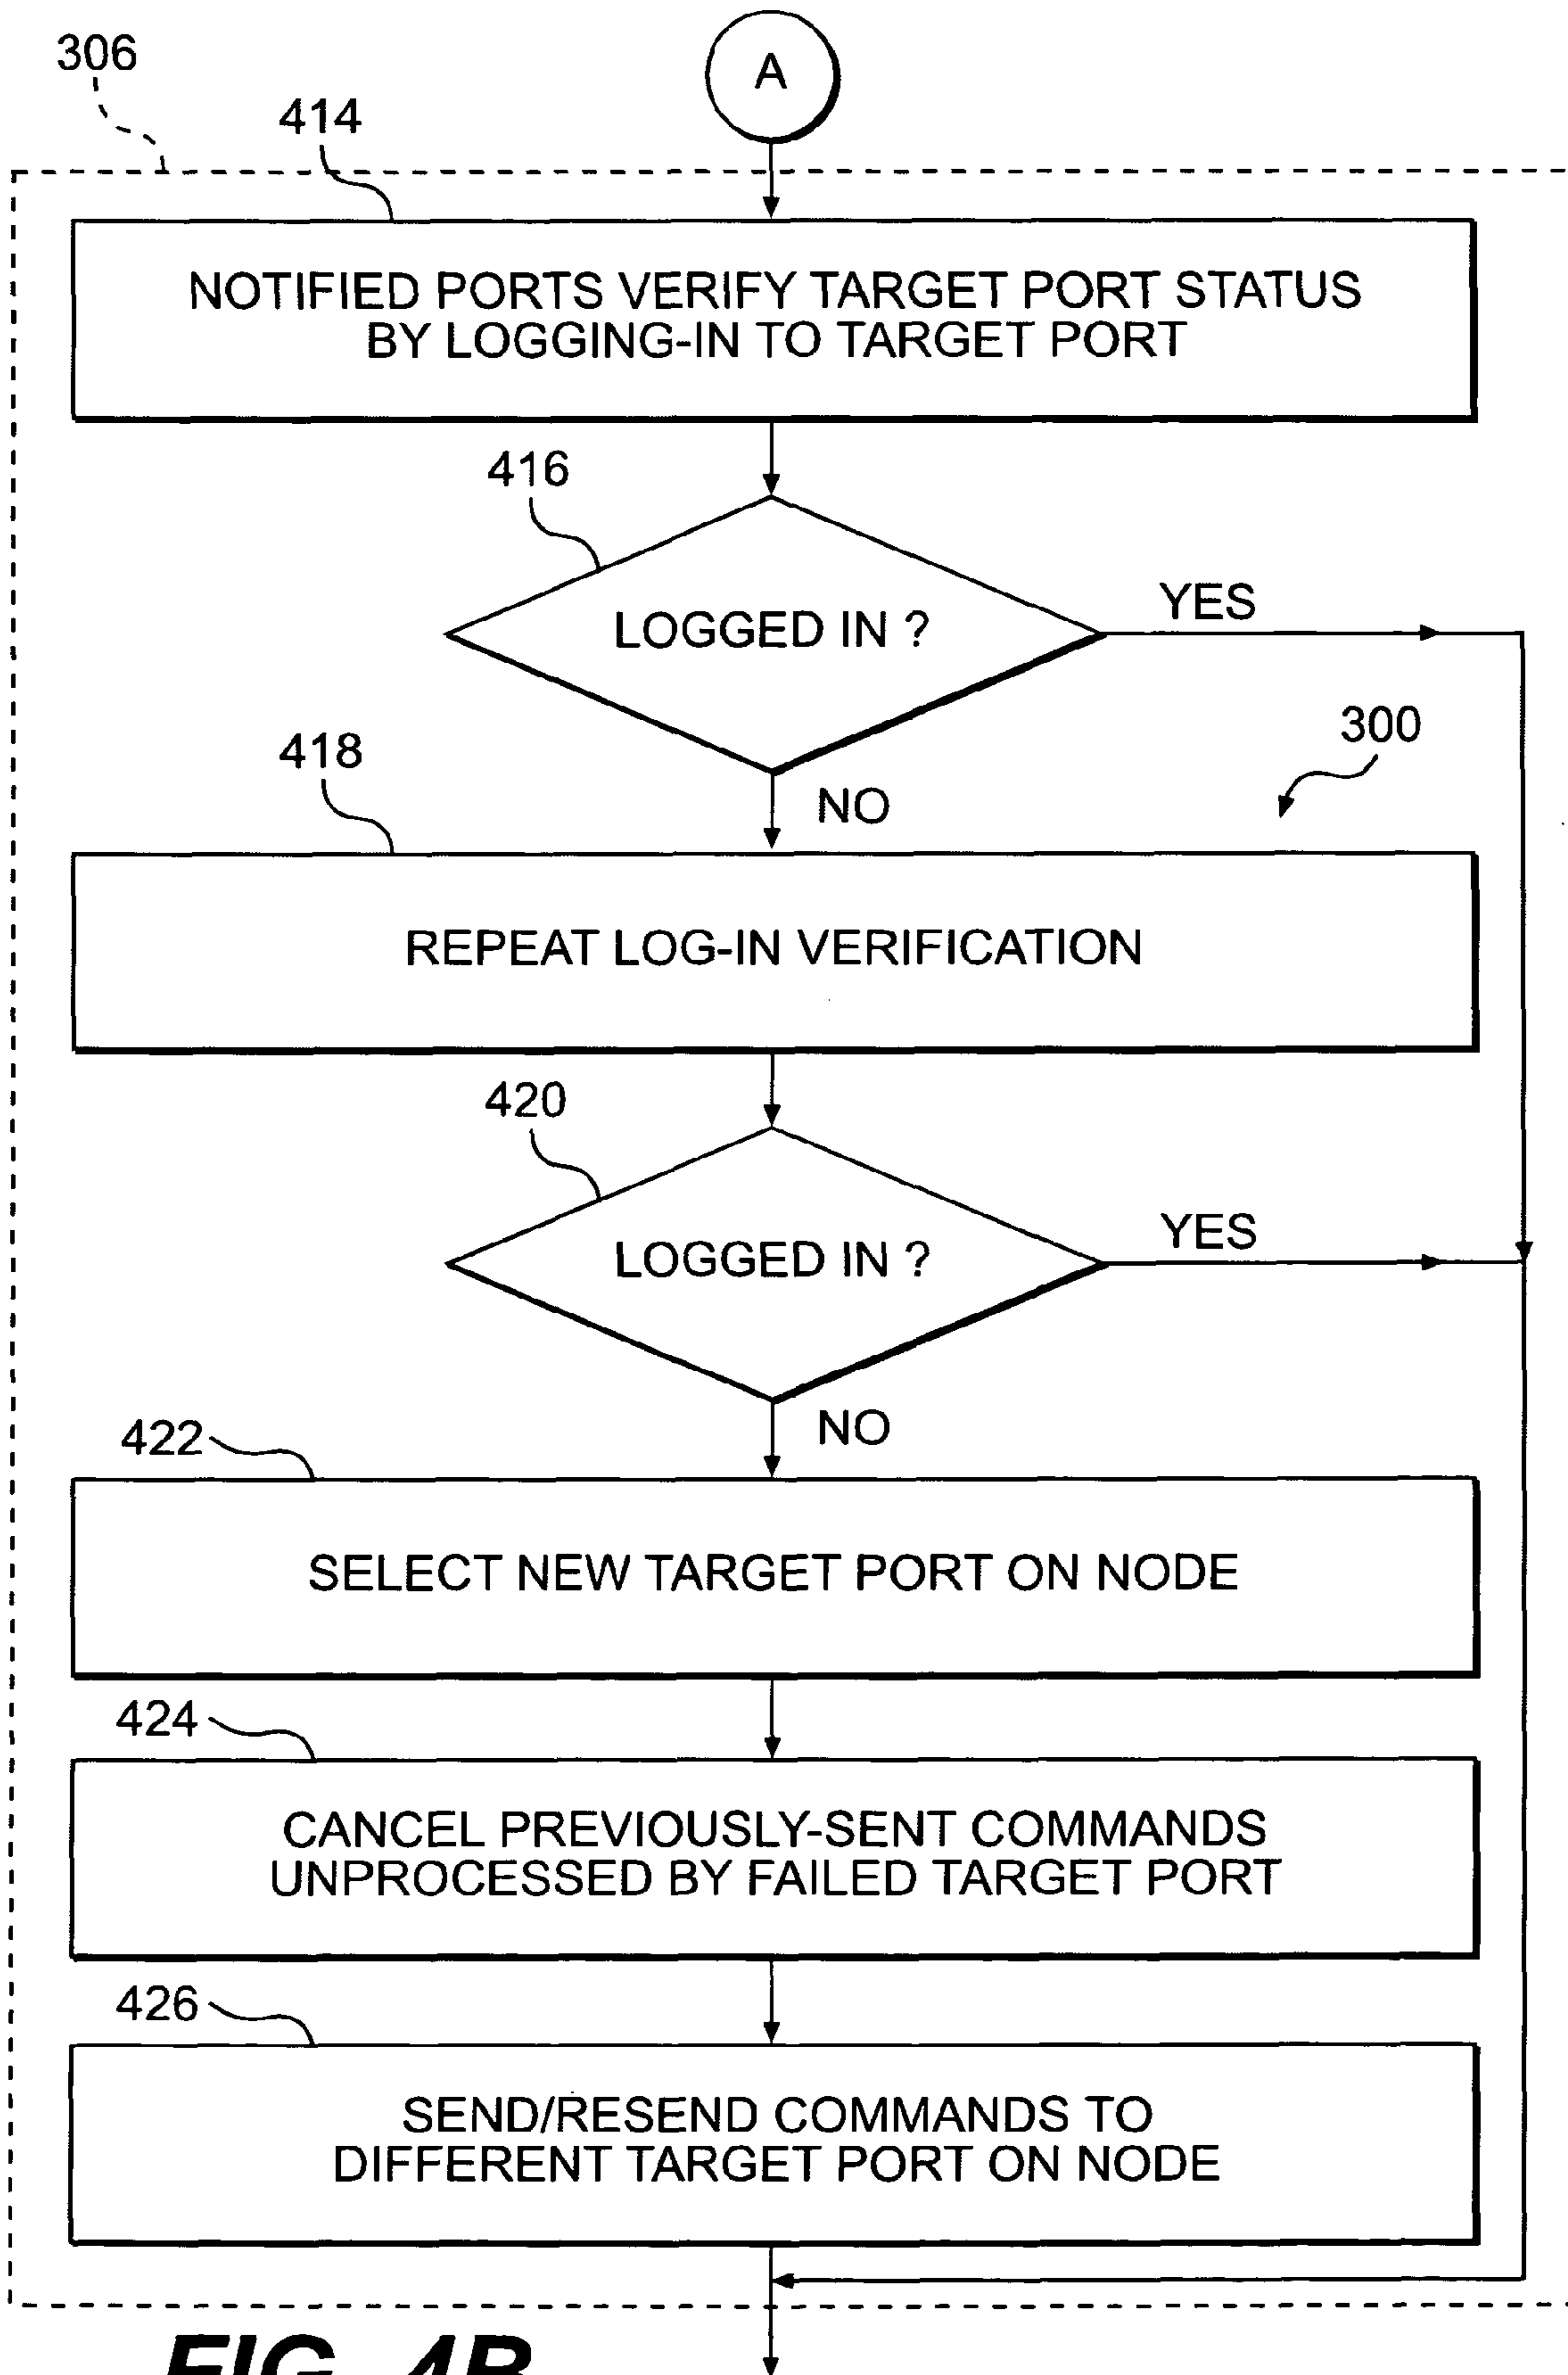 306
A
414
NOTIFIED PORTS VERIFY TARGET PORT STATUS
BY LOGGING-IN TO TARGET PORT
416
LOGGED IN ?
YES
300
418
NO
REPEAT LOG-IN VERIFICATION
420
LOGGED IN ?
YES
NO
422
SELECT NEW TARGET PORT ON NODE
424
CANCEL PREVIOUSLY-SENT COMMANDS
UNPROCESSED BY FAILED TARGET PORT
426
SEND/RESEND COMMANDS TO
DIFFERENT TARGET PORT ON NODE
FIG. 4B